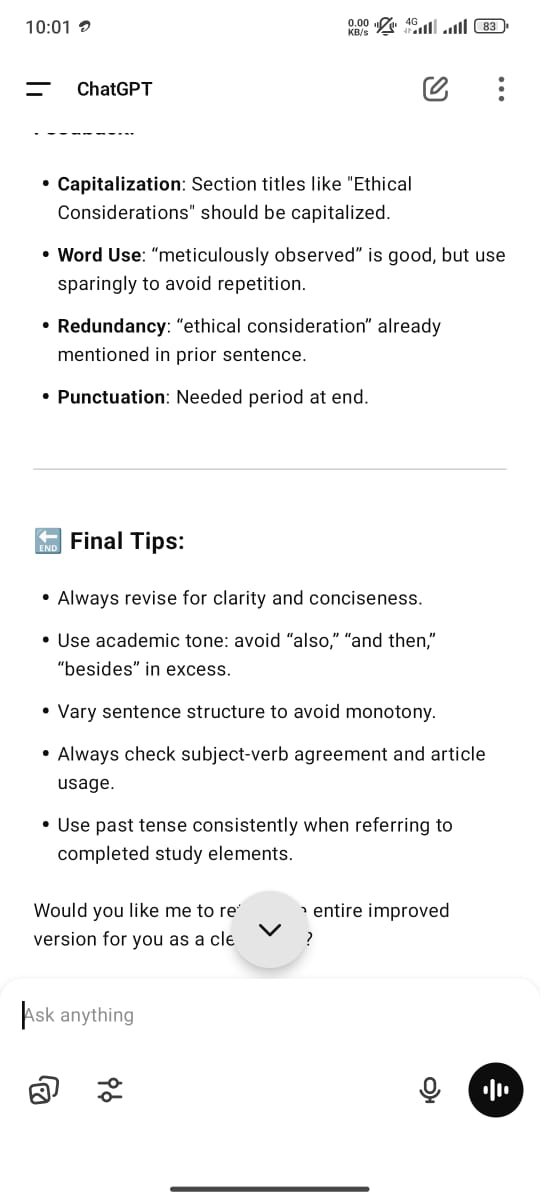 10:01
0.00 KB/s
4G
83
ChatGPT
• Capitalization: Section titles like "Ethical
Considerations" should be capitalized.
• Word Use: “meticulously observed” is good, but use
sparingly to avoid repetition.
• Redundancy: “ethical consideration” already
mentioned in prior sentence.
• Punctuation: Needed period at end.
END Final Tips:
• Always revise for clarity and conciseness.
• Use academic tone: avoid “also,” “and then,”
“besides” in excess.
• Vary sentence structure to avoid monotony.
• Always check subject-verb agreement and article
usage.
• Use past tense consistently when referring to
completed study elements.
Would you like me to entire improved
version for you as a ?
Ask anything